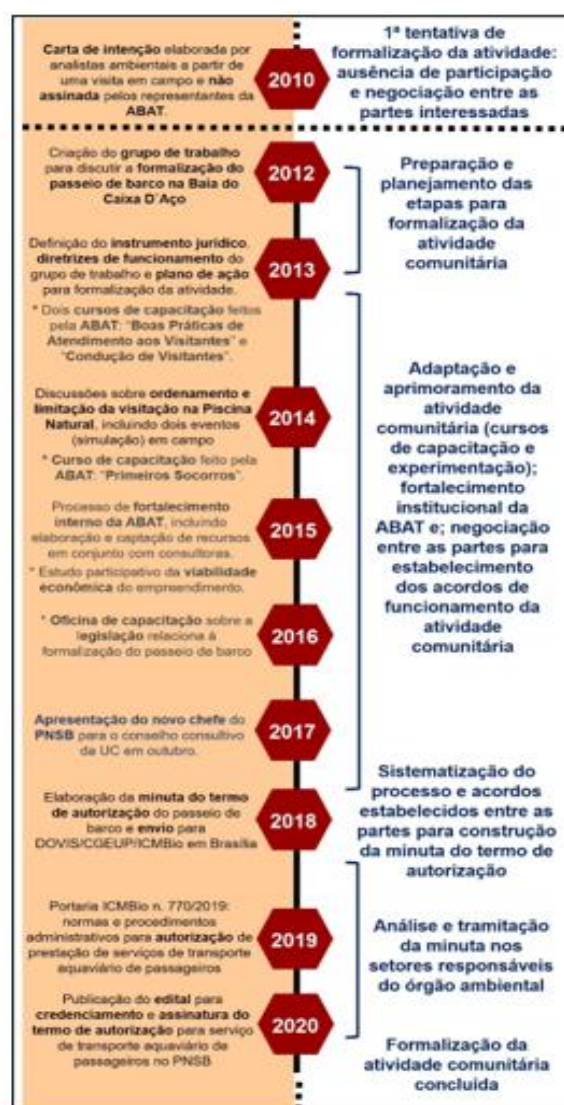 Carta de intenção elaborada por
analistas ambientais a partir de
uma visita em campo e não
assinada pelos representantes da
ABAT.
2010
1ª tentativa de
formalização da atividade:
ausência de participação
e negociação entre as
partes interessadas
Criação do grupo de trabalho
para discutir a formalização do
passeio de barco na Baia do
Caixa D´Aço
2012
Preparação e
planejamento das
etapas para
formalização da
atividade
comunitária
Definição do instrumento jurídico,
diretrizes de funcionamento do
grupo de trabalho e plano de ação
para formalização da atividade.
* Dois cursos de capacitação feitos
pela ABAT: "Boas Práticas de
Atendimento aos Visitantes" e
"Condução de Visitantes".
2013
Discussões sobre ordenamento e
limitação da visitação na Piscina
Natural, incluindo dois eventos
(simulação) em campo
* Curso de capacitação feito pela
ABAT: "Primeiros Socorros".
2014
Adaptação e
aprimoramento da
atividade
comunitária (cursos
de capacitação e
experimentação);
fortalecimento
institucional da
ABAT e; negociação
entre as partes para
estabelecimento
dos acordos de
funcionamento da
atividade
comunitária
Processo de fortalecimento
interno da ABAT, incluindo
elaboração e captação de recursos
em conjunto com consultoras.
* Estudo participativo da viabilidade
econômica do empreendimento.
2015
* Oficina de capacitação sobre a
legislação relaciona à
formalização do passeio de barco
2016
Apresentação do novo chefe do
PNSB para o conselho consultivo
da UC em outubro.
2017
Elaboração da minuta do termo
de autorização do passeio de
barco e envio para
DOVIS/CGEUP/ICMBio em Brasília
2018
Sistematização do
processo e acordos
estabelecidos entre as
partes para construção
da minuta do termo de
autorização
Portaria ICMBio n. 770/2019:
normas e procedimentos
administrativos para autorização de
prestação de serviços de transporte
aquaviário de passageiros
2019
Análise e tramitação
da minuta nos
setores responsáveis
do órgão ambiental
Publicação do edital para
credenciamento e assinatura do
termo de autorização para serviço
de transporte aquaviário de
passageiros no PNSB
2020
Formalização da
atividade comunitária
concluida